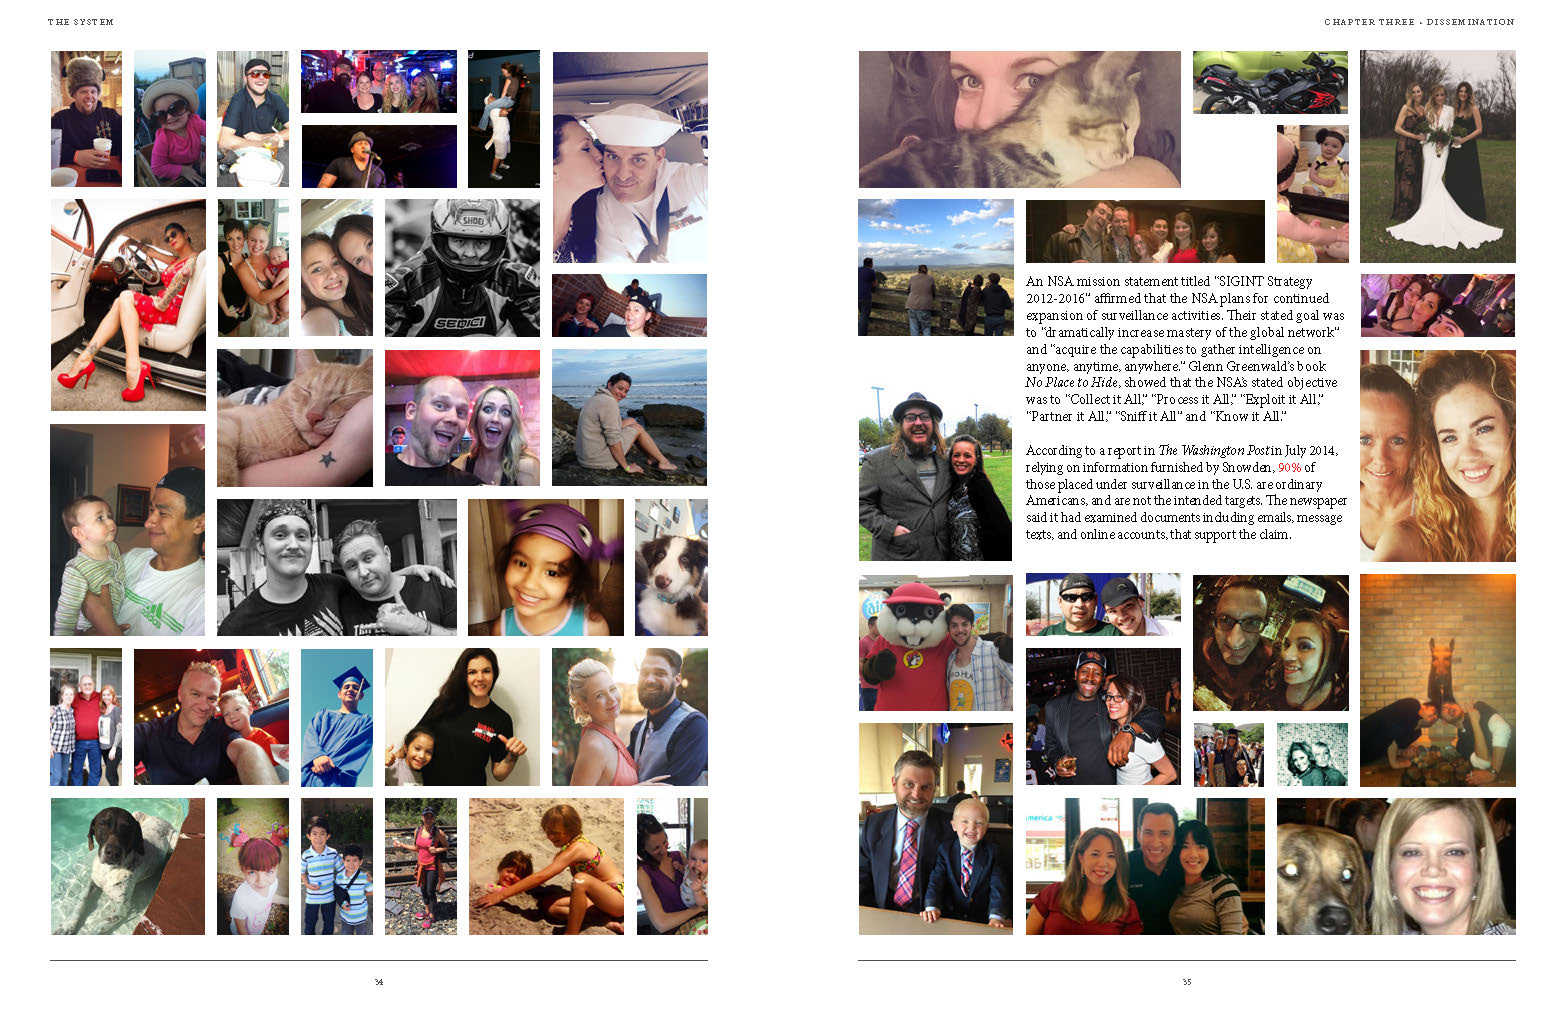 THE SYSTEM
CHAPTER THREE - DISSEMINATION
SHOEI
SEDICI
An NSA mission statement titled “SIGINT Strategy
2012-2016” affirmed that the NSA plans for continued
expansion of surveillance activities. Their stated goal was
to “dramatically increase mastery of the global network”
and “acquire the capabilities to gather intelligence on
anyone, anytime, anywhere.” Glenn Greenwald’s book
No Place to Hide, showed that the NSA’s stated objective
was to “Collect it All,” “Process it All,” “Exploit it All,”
“Partner it All,” “Sniff it All” and “Know it All.”
According to a report in The Washington Post in July 2014,
relying on information furnished by Snowden, 90% of
those placed under surveillance in the U.S. are ordinary
Americans, and are not the intended targets. The newspaper
said it had examined documents including emails, message
texts, and online accounts, that support the claim.
adidas
34
35